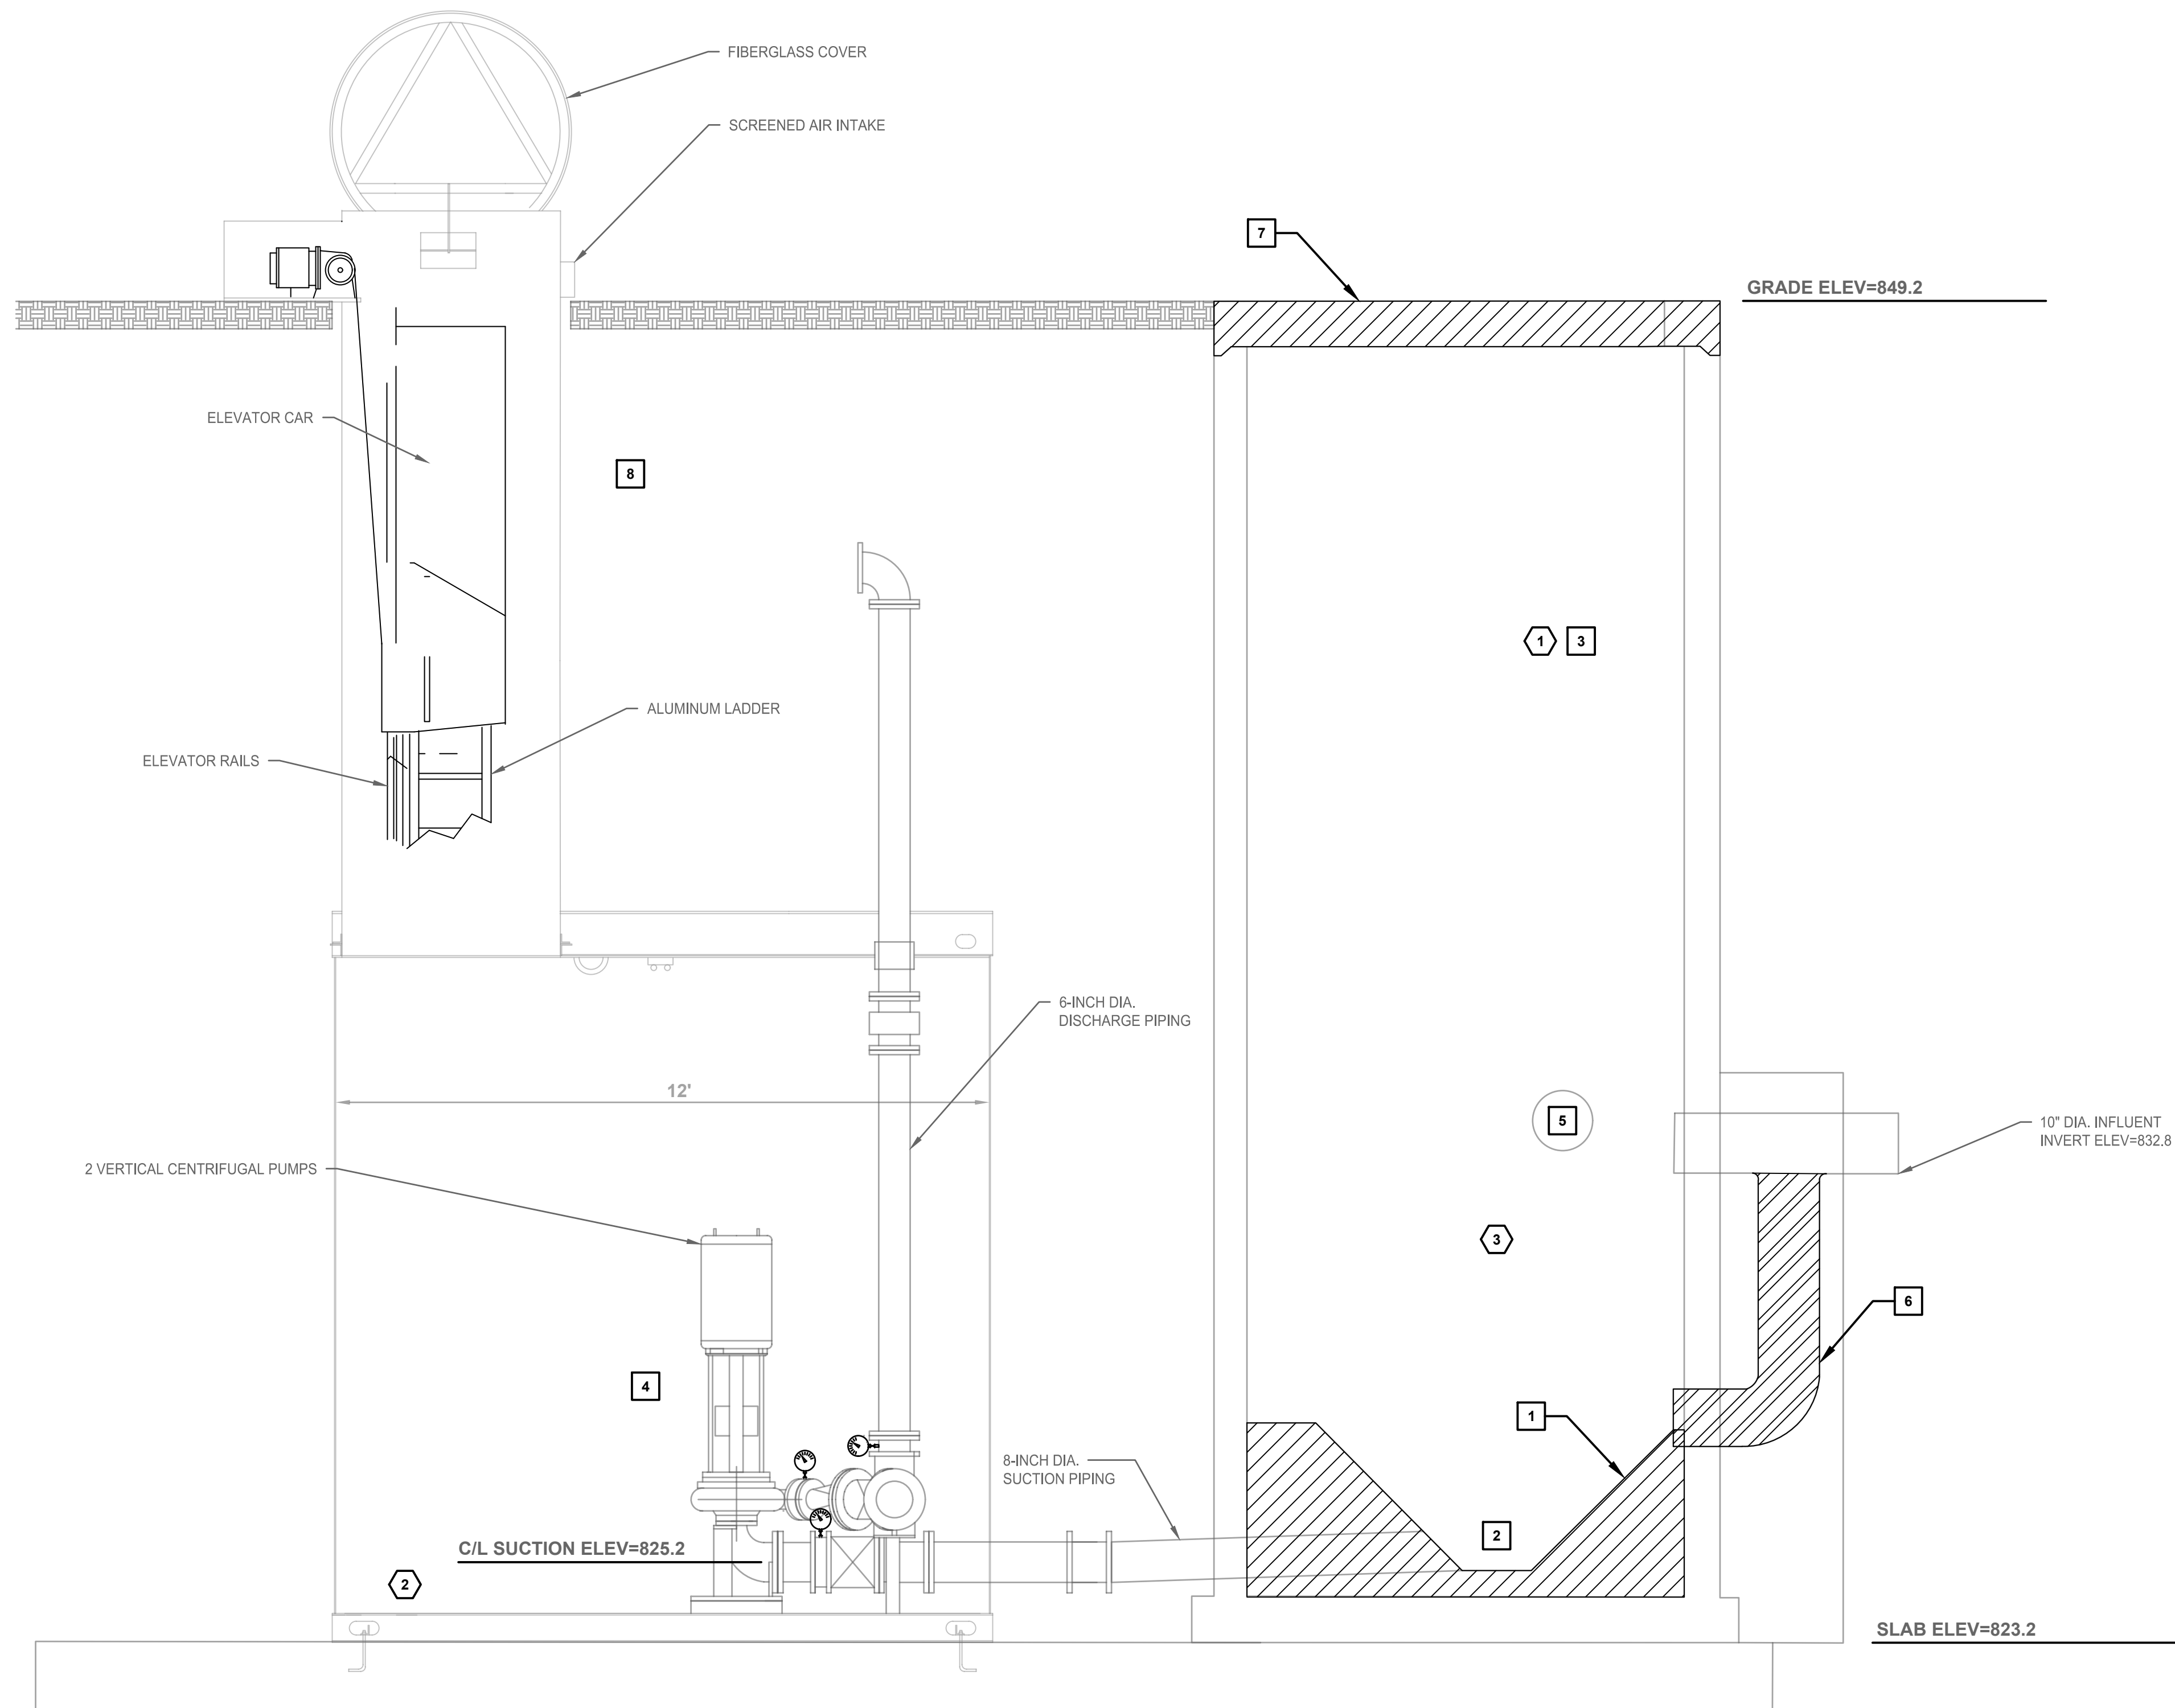 FIBERGLASS COVER
SCREENED AIR INTAKE
7
GRADE ELEV=849.2
ELEVATOR CAR
8
1 3
ALUMINUM LADDER
ELEVATOR RAILS
6-INCH DIA.
DISCHARGE PIPING
12'
5
10" DIA. INFLUENT
INVERT ELEV=832.8
2 VERTICAL CENTRIFUGAL PUMPS
3
6
4
1
8-INCH DIA.
SUCTION PIPING
2
C/L SUCTION ELEV=825.2
2
SLAB ELEV=823.2